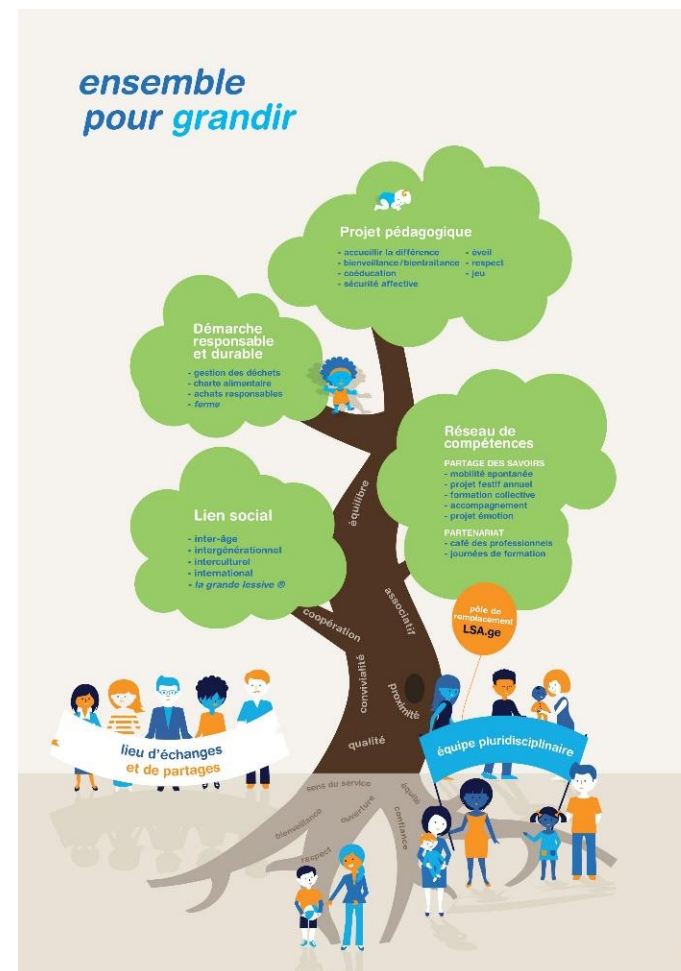 ensemble
pour grandir
Projet pédagogique
- accueillir la différence
- bienveillance/bientraitance
- coéducation
- sécurité affective
- éveil
- respect
- jeu
Démarche
responsable
et durable
- gestion des déchets
- charte alimentaire
- achats responsables
- ferme
Réseau de
compétences
PARTAGE DES SAVOIRS
- mobilité spontanée
- projet festif annuel
- formation collective
- accompagnement
- projet émotion
PARTENARIAT
- café des professionnels
- journées de formation
Lien social
- inter-âge
- intergénérationnel
- interculturel
- international
- la grande lessive ®
équilibre
associatif
coopération
convivialité
proximité
qualité
pôle de
remplacement
LSA.ge
lieu d'échanges
et de partages
équipe pluridisciplinaire
sens du service
équité
bienveillance
ouverture
confiance
respect